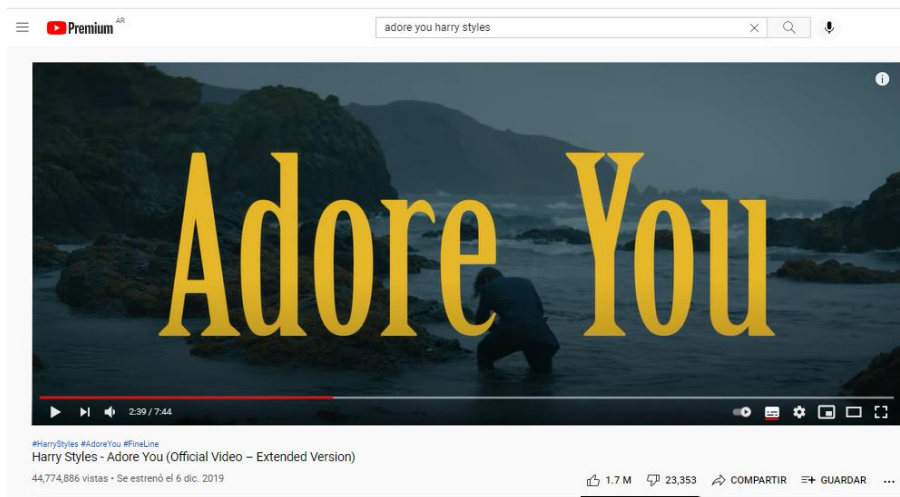 Premium AR
adore you harry styles
Adore You
2:39 / 7:44
#HarryStyles #AdoreYou #FineLine
Harry Styles - Adore You (Official Video – Extended Version)
44,774,886 vistas • Se estrenó el 6 dic. 2019
1.7 M 23,353 COMPARTIR GUARDAR